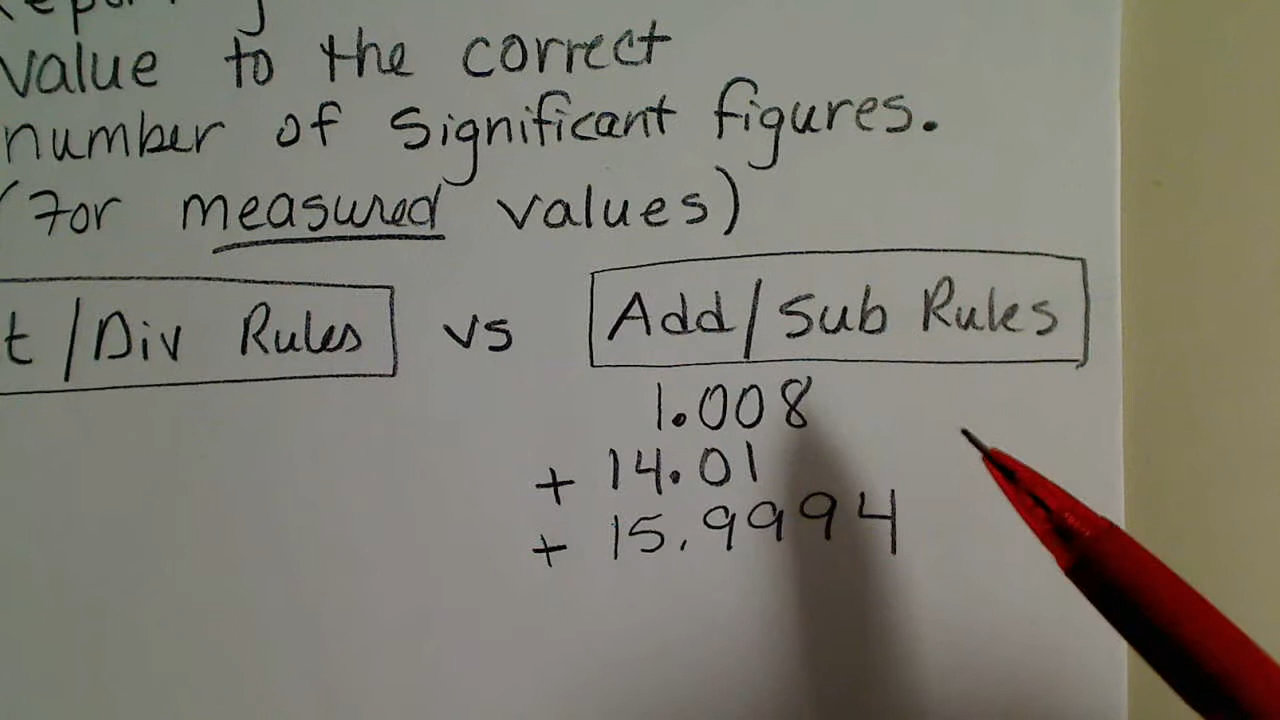 value to the correct
number of significant figures.
(For measured values)
t / Div Rules vs Add / Sub Rules
1.008
+ 14.01
+ 15.9994